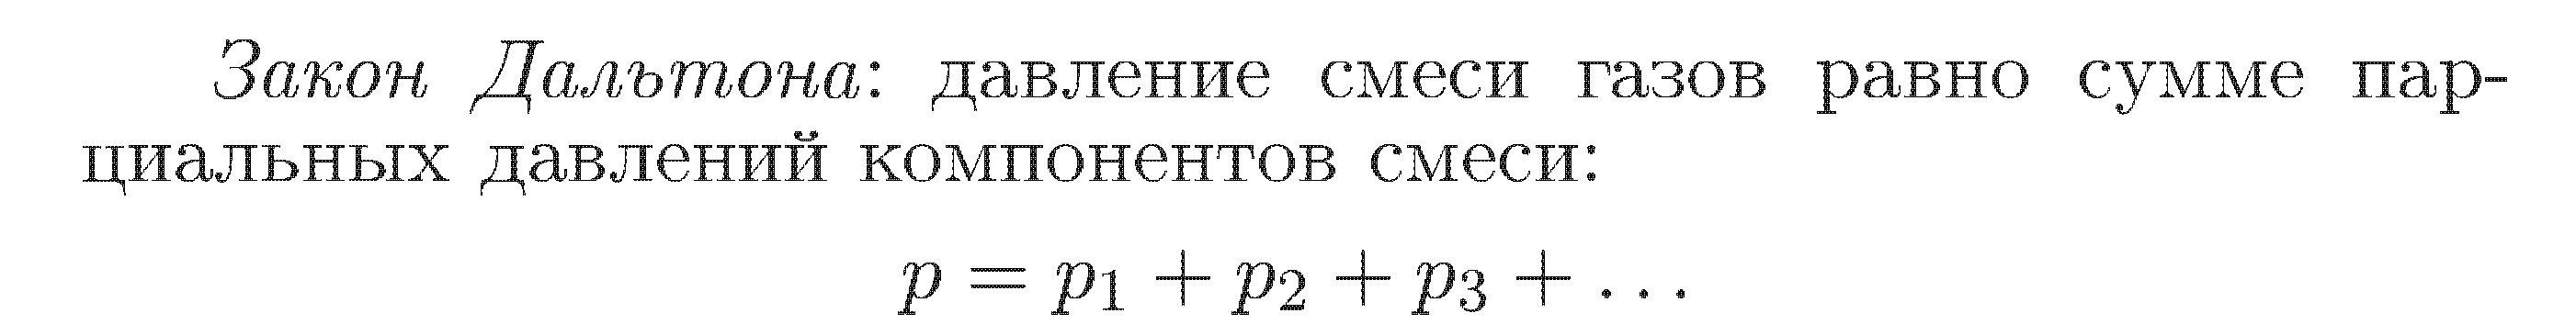 Закон Дальтона: давление смеси газов равно сумме пар-
циальных давлений компонентов смеси:
p = p₁ + p₂ + p₃ + …